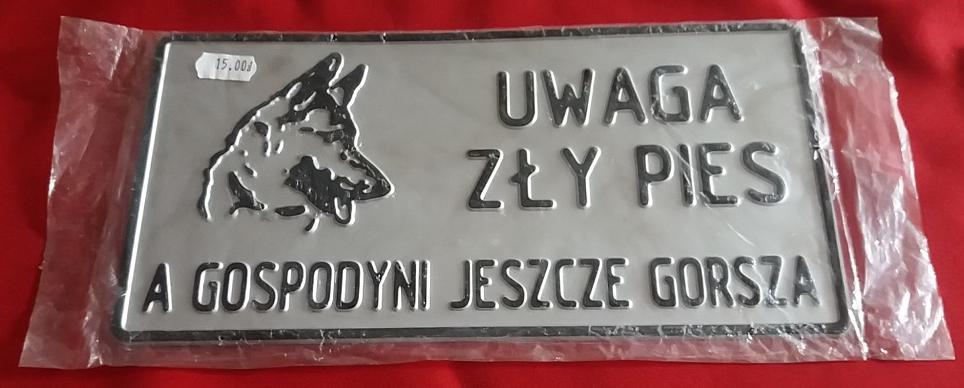 15.00zł
UWAGA
ZŁY PIES
A GOSPODYNI JESZCZE GORSZA